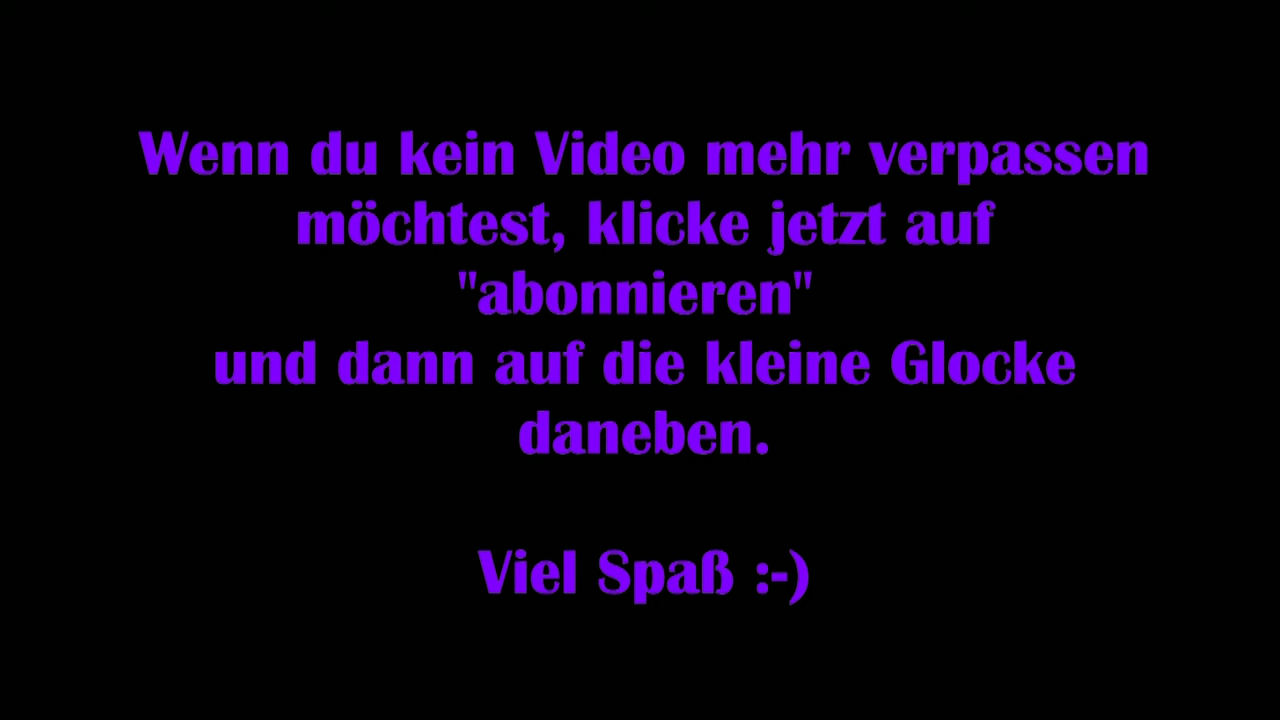 Wenn du kein Video mehr verpassen
möchtest, klicke jetzt auf
"abonnieren"
und dann auf die kleine Glocke
daneben.
Viel Spaß :-)